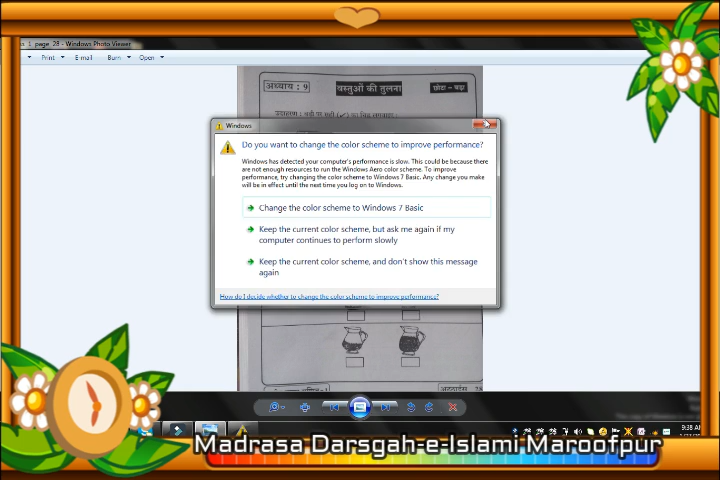 1 page 28 - Windows Photo Viewer
Print E-mail Burn Open
अध्याय : 9 वस्तुओं की तुलना छोटा - बड़ा
Windows
Do you want to change the color scheme to improve performance?
Windows has detected your computer's performance is slow. This could be because there
are not enough resources to run the Windows Aero color scheme. To improve
performance, try changing the color scheme to Windows 7 Basic. Any change you make
will be in effect until the next time you log on to Windows.
Change the color scheme to Windows 7 Basic
Keep the current color scheme, but ask me again if my
computer continues to perform slowly
Keep the current color scheme, and don't show this message
again
How do I decide whether to change the color scheme to improve performance?
9:38
Madrasa Darsgah-e-Islami Maroofpur